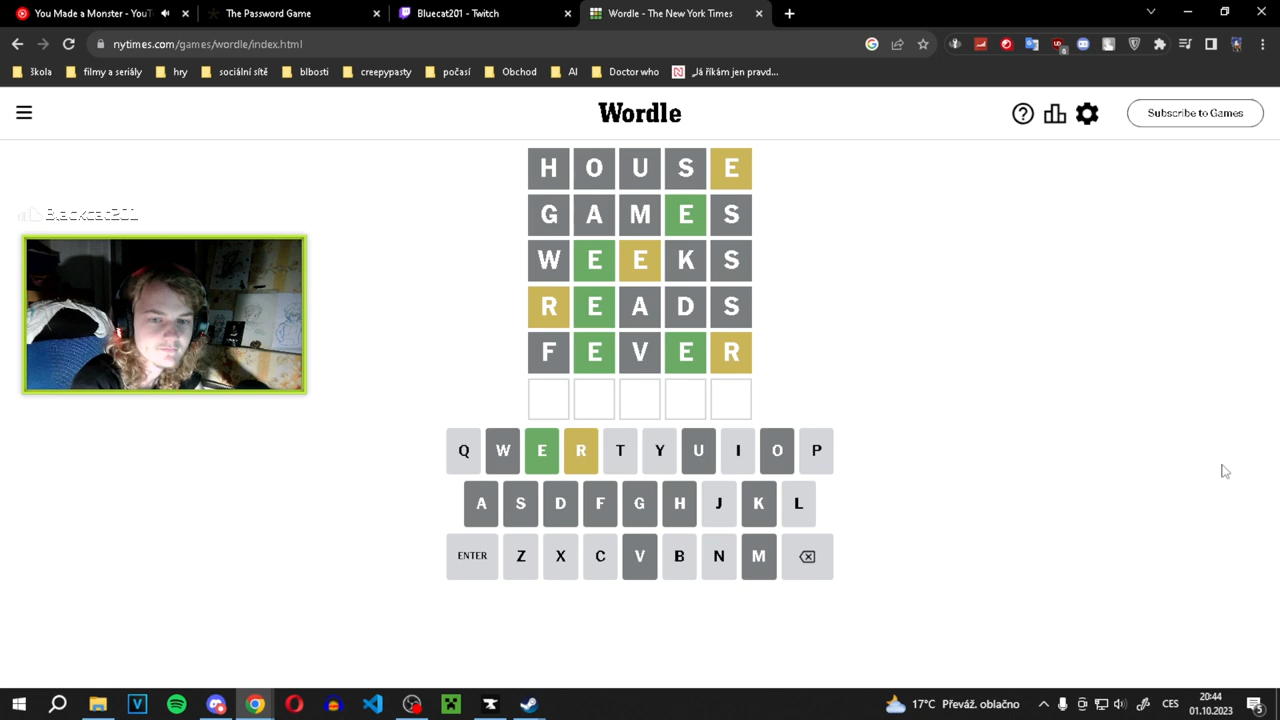 You Made a Monster - YouT
The Password Game
Bluecat201 - Twitch
Wordle - The New York Times
nytimes.com/games/wordle/index.html
škola
filmy a seriály
hry
sociální sítě
blbosti
creepypasty
počasí
Obchod
AI
Doctor who
„Já říkám jen pravd...
Wordle
Subscribe to Games
H O U S E
G A M E S
W E E K S
R E A D S
F E V E R
Q W E R T Y U I O P
A S D F G H J K L
ENTER Z X C V B N M
17°C Převáž. oblačno
CES
20:44
01.10.2023
5